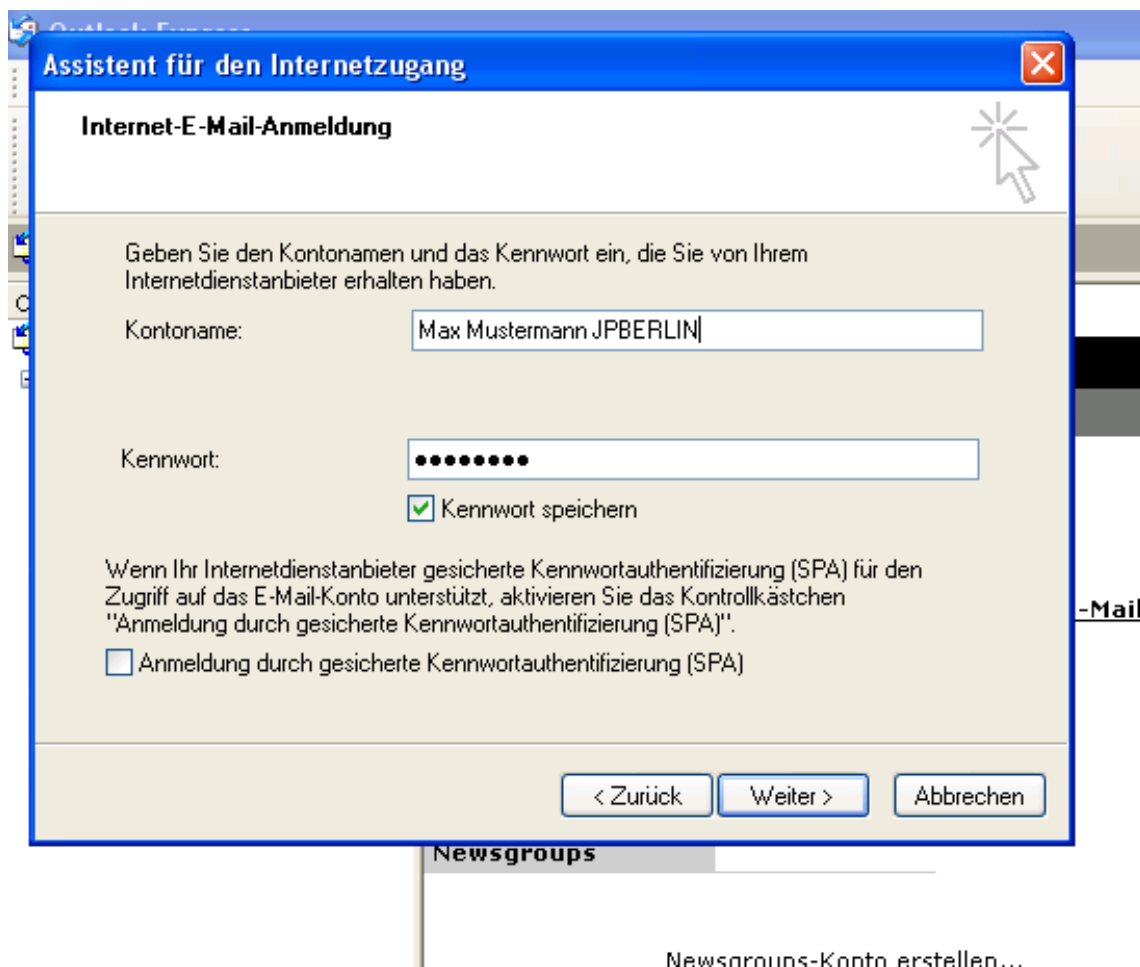 Outlook Express
Assistent für den Internetzugang
Internet-E-Mail-Anmeldung
Geben Sie den Kontonamen und das Kennwort ein, die Sie von Ihrem
Internetdienstanbieter erhalten haben.
Kontoname:
Max Mustermann JPBERLIN
Kennwort:
••••••••
Kennwort speichern
Wenn Ihr Internetdienstanbieter gesicherte Kennwortauthentifizierung (SPA) für den
Zugriff auf das E-Mail-Konto unterstützt, aktivieren Sie das Kontrollkästchen
"Anmeldung durch gesicherte Kennwortauthentifizierung (SPA)".
Anmeldung durch gesicherte Kennwortauthentifizierung (SPA)
-Mail
< Zurück
Weiter >
Abbrechen
Newsgroups
Newsgroups-Konto erstellen...